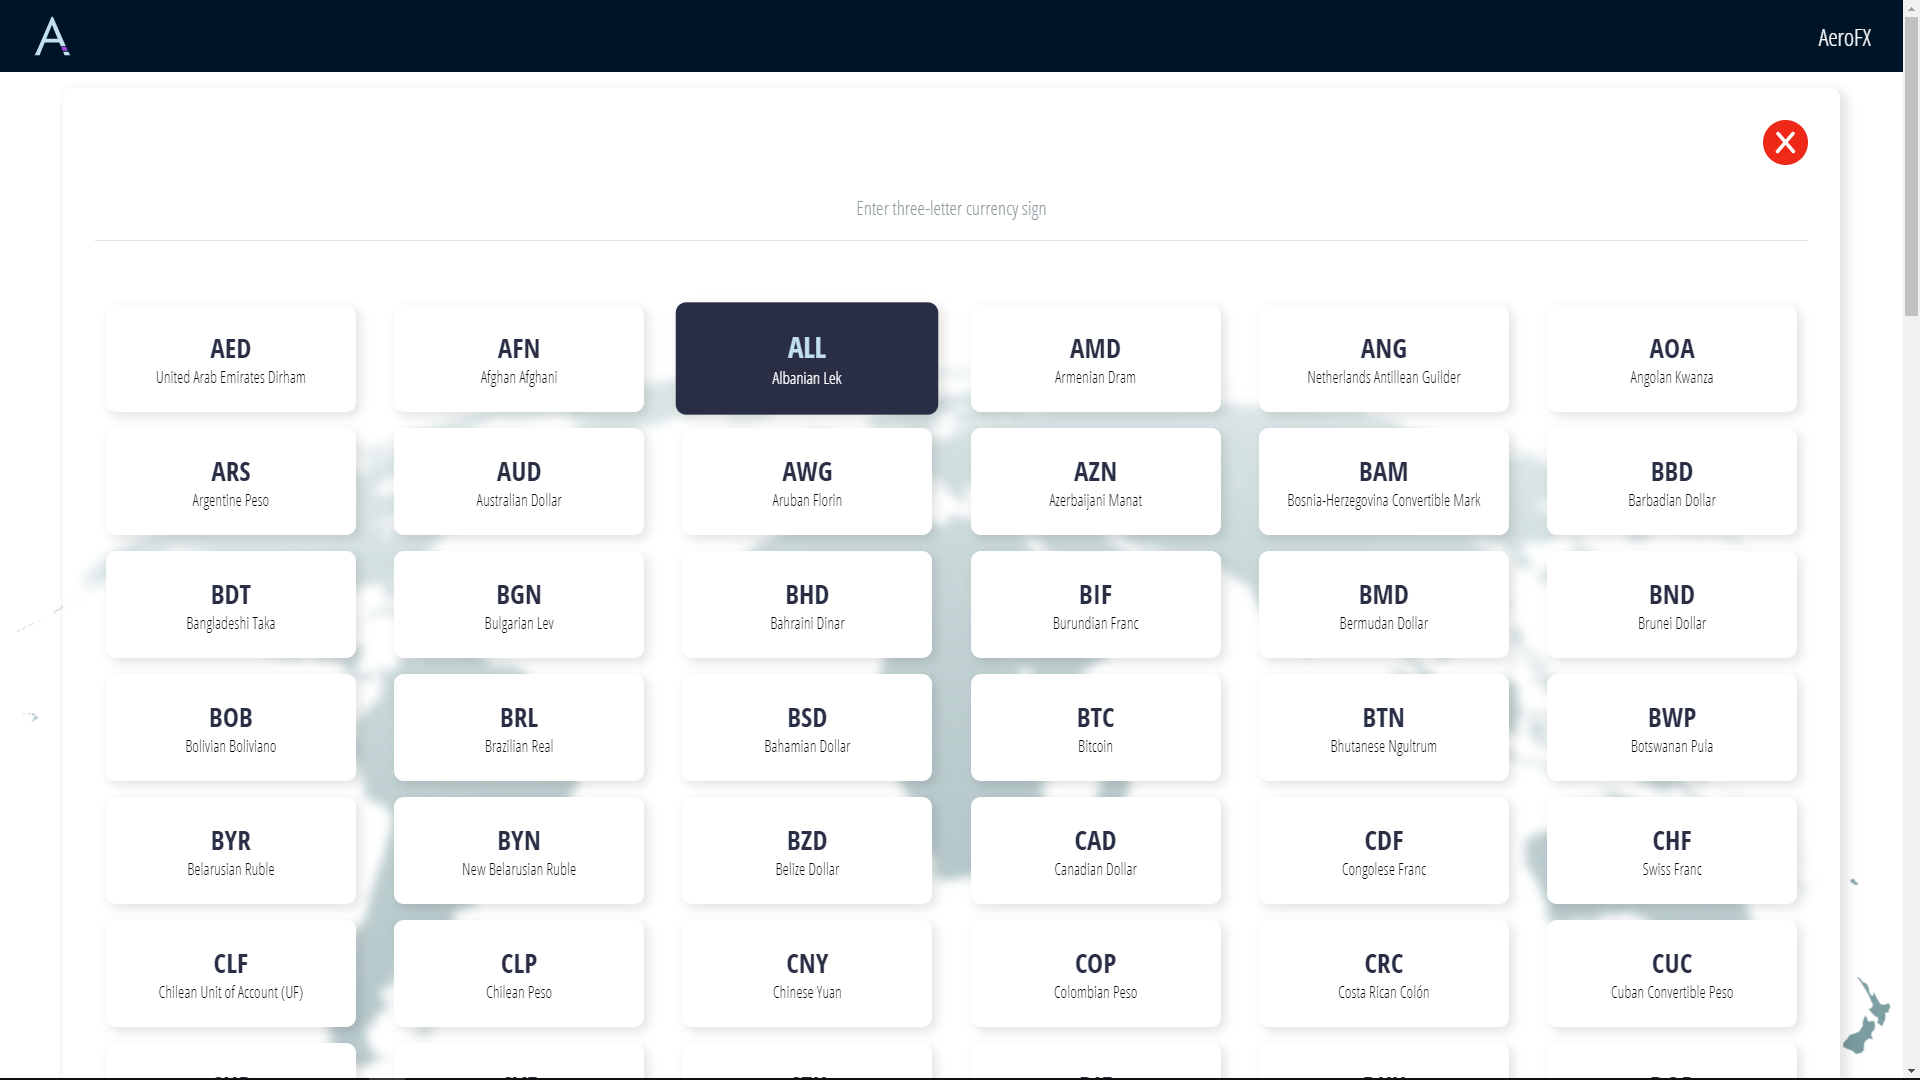 A
AeroFX
Enter three-letter currency sign
AED
United Arab Emirates Dirham
AFN
Afghan Afghani
ALL
Albanian Lek
AMD
Armenian Dram
ANG
Netherlands Antillean Guilder
AOA
Angolan Kwanza
ARS
Argentine Peso
AUD
Australian Dollar
AWG
Aruban Florin
AZN
Azerbaijani Manat
BAM
Bosnia-Herzegovina Convertible Mark
BBD
Barbadian Dollar
BDT
Bangladeshi Taka
BGN
Bulgarian Lev
BHD
Bahraini Dinar
BIF
Burundian Franc
BMD
Bermudan Dollar
BND
Brunei Dollar
BOB
Bolivian Boliviano
BRL
Brazilian Real
BSD
Bahamian Dollar
BTC
Bitcoin
BTN
Bhutanese Ngultrum
BWP
Botswanan Pula
BYR
Belarusian Ruble
BYN
New Belarusian Ruble
BZD
Belize Dollar
CAD
Canadian Dollar
CDF
Congolese Franc
CHF
Swiss Franc
CLF
Chilean Unit of Account (UF)
CLP
Chilean Peso
CNY
Chinese Yuan
COP
Colombian Peso
CRC
Costa Rican Colón
CUC
Cuban Convertible Peso